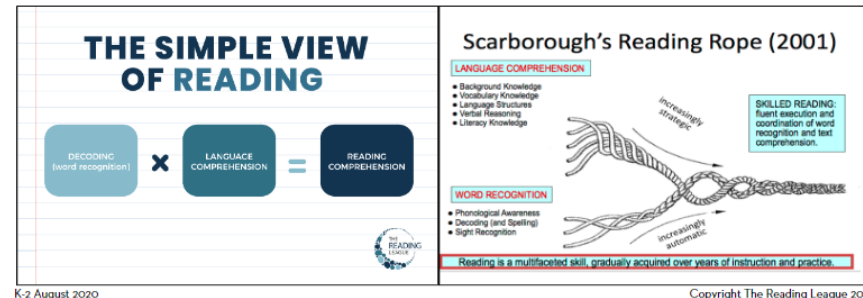 THE SIMPLE VIEW
OF READING
DECODING
(word recognition)
×
LANGUAGE
COMPREHENSION
=
READING
COMPREHENSION
THE
READING
LEAGUE
K-2 August 2020
Scarborough's Reading Rope (2001)
LANGUAGE COMPREHENSION
● Background Knowledge
● Vocabulary Knowledge
● Language Structures
● Verbal Reasoning
● Literacy Knowledge
increasingly
strategic
SKILLED READING:
fluent execution and
coordination of word
recognition and text
comprehension.
WORD RECOGNITION
● Phonological Awareness
● Decoding (and Spelling)
● Sight Recognition
increasingly
automatic
Reading is a multifaceted skill, gradually acquired over years of instruction and practice.
Copyright The Reading League 20